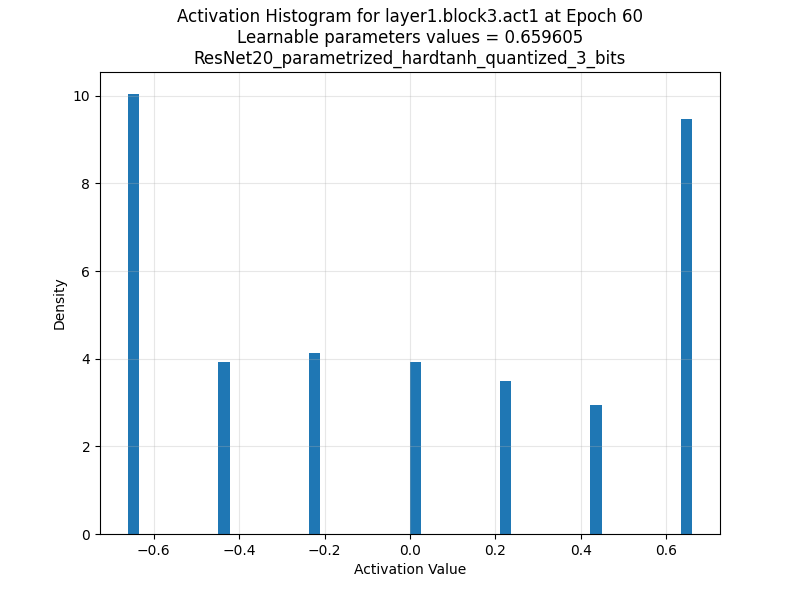 Activation Histogram for layer1.block3.act1 at Epoch 60
Learnable parameters values = 0.659605
ResNet20_parametrized_hardtanh_quantized_3_bits
10
8
6
4
2
0
Density
−0.6 −0.4 −0.2 0.0 0.2 0.4 0.6
Activation Value